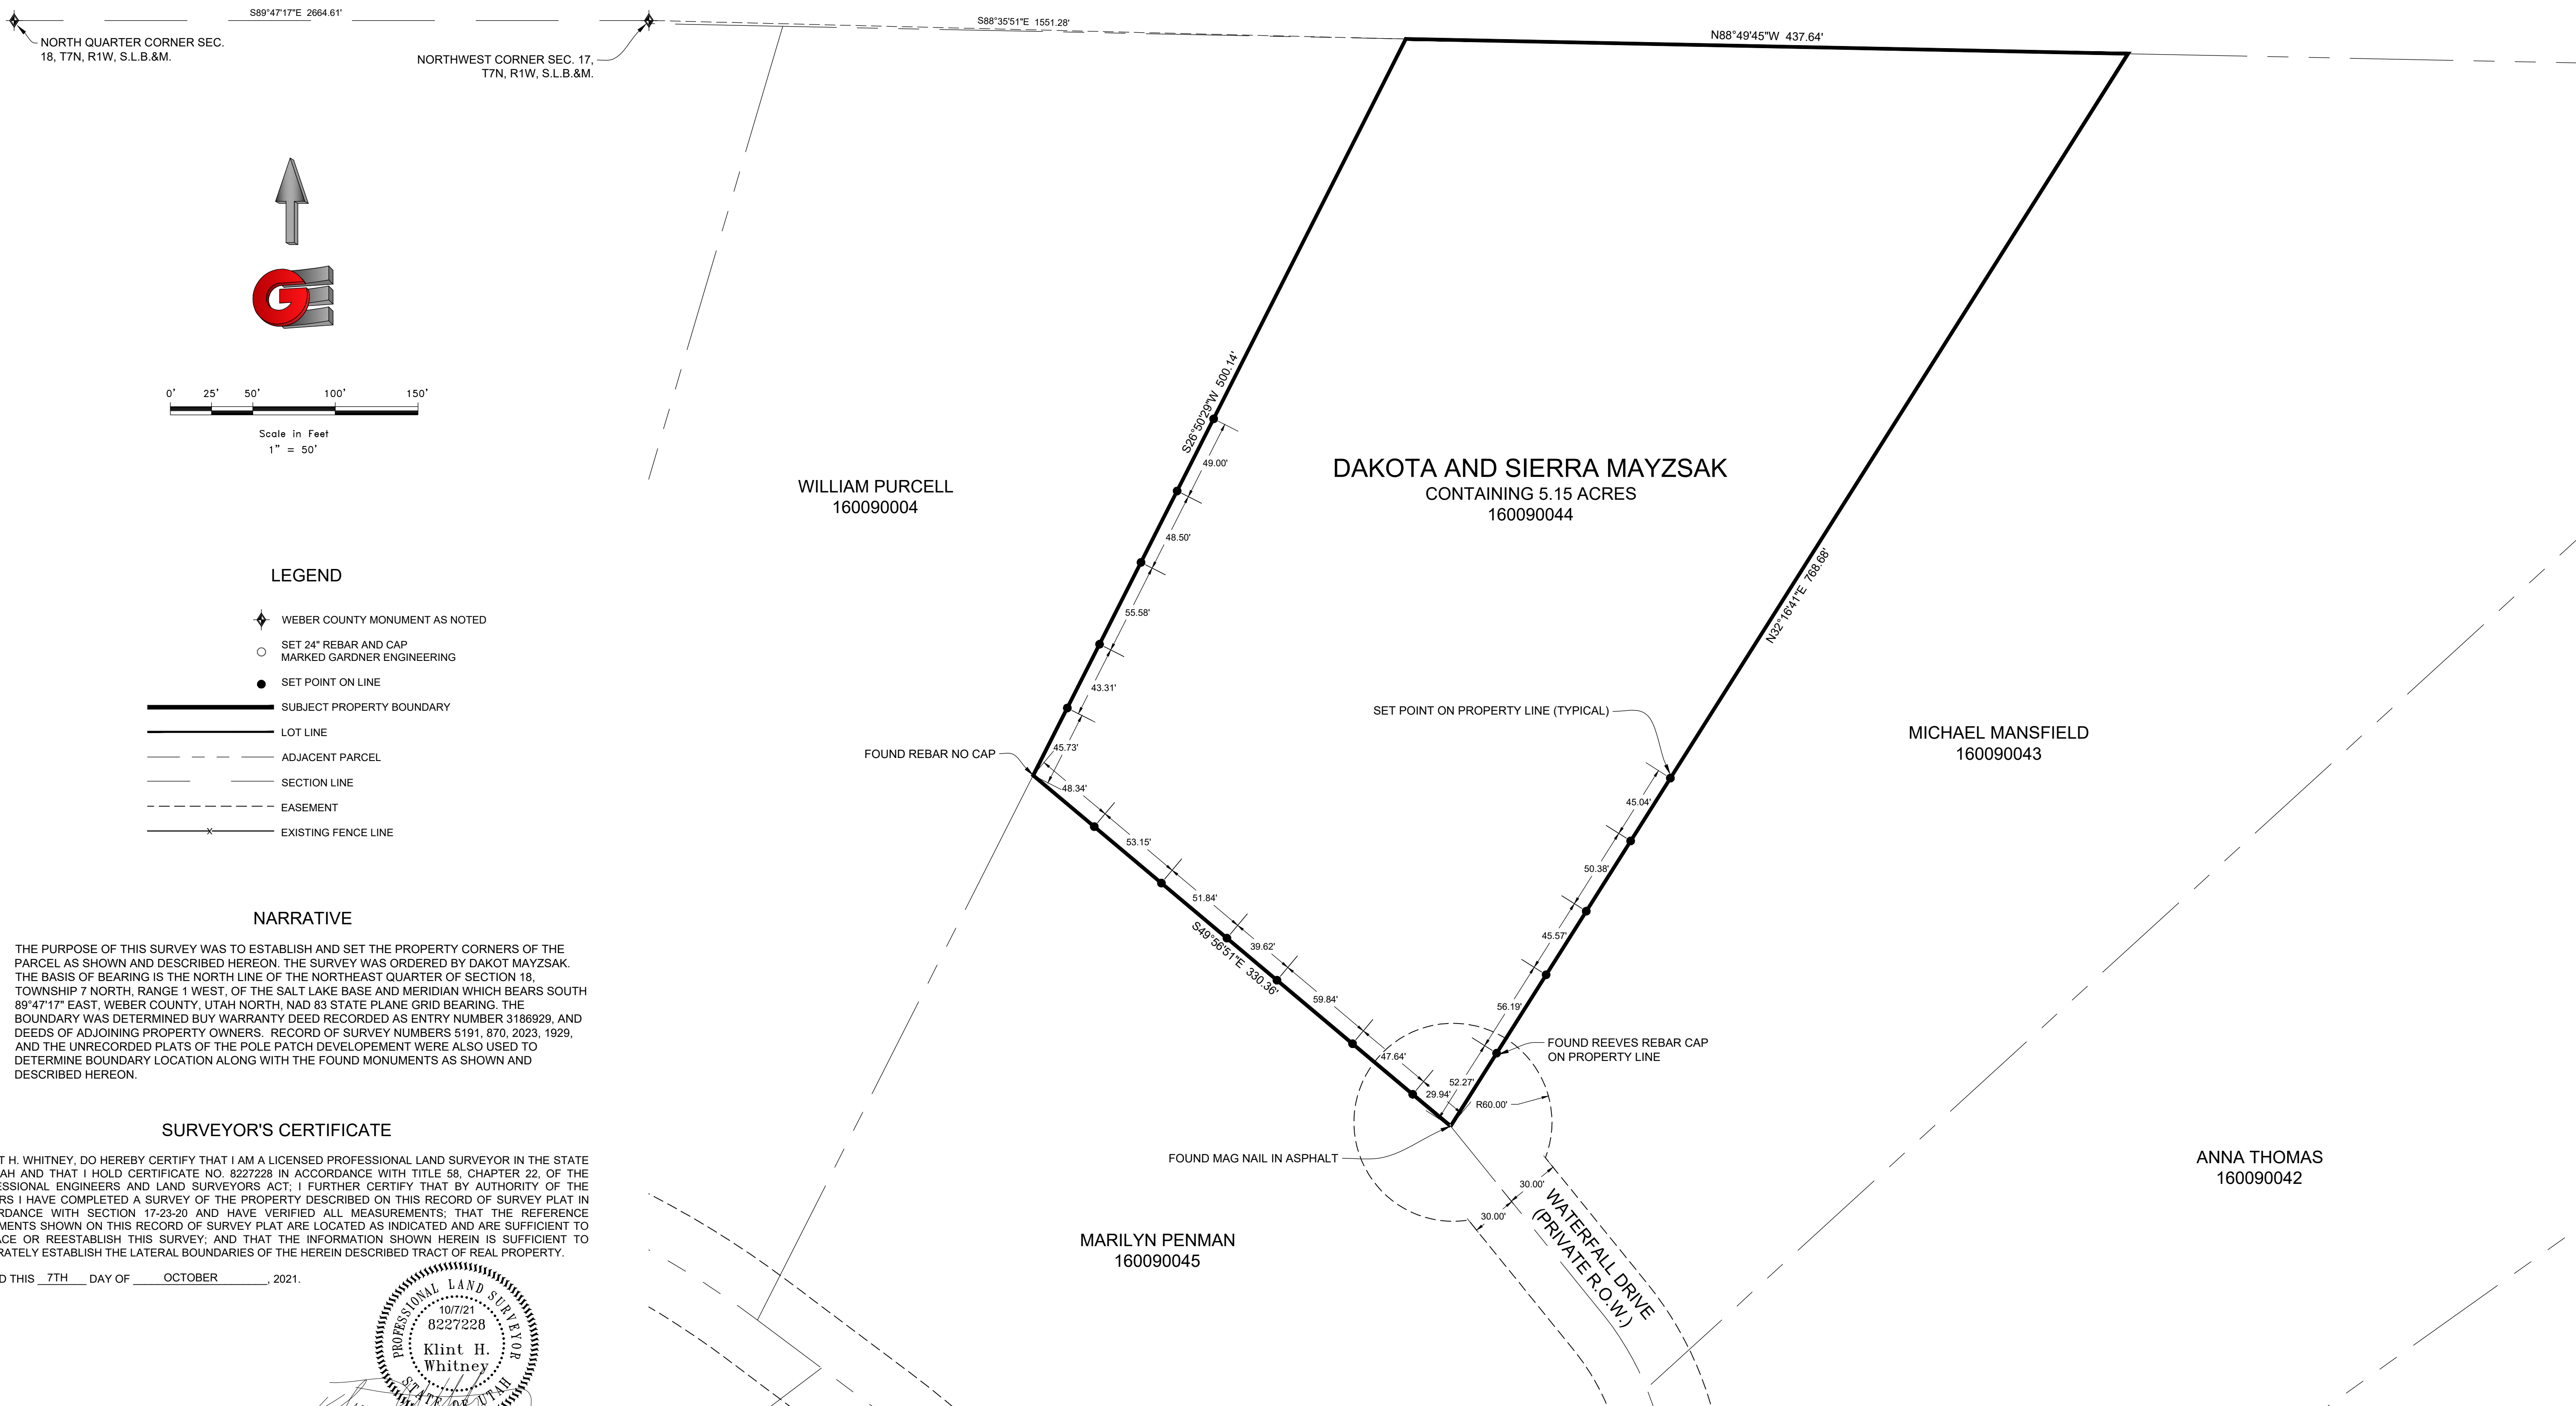 S89°47'17"E 2664.61'
NORTH QUARTER CORNER SEC.
18, T7N, R1W, S.L.B.&M.
NORTHWEST CORNER SEC. 17,
T7N, R1W, S.L.B.&M.
S88°35'51"E 1551.28'
N88°49'45"W 437.64'
GE
0' 25' 50' 100' 150'
Scale in Feet
1" = 50'
LEGEND
WEBER COUNTY MONUMENT AS NOTED
SET 24" REBAR AND CAP
MARKED GARDNER ENGINEERING
SET POINT ON LINE
SUBJECT PROPERTY BOUNDARY
LOT LINE
ADJACENT PARCEL
SECTION LINE
EASEMENT
X
EXISTING FENCE LINE
NARRATIVE
THE PURPOSE OF THIS SURVEY WAS TO ESTABLISH AND SET THE PROPERTY CORNERS OF THE
PARCEL AS SHOWN AND DESCRIBED HEREON. THE SURVEY WAS ORDERED BY DAKOT MAYZSAK.
THE BASIS OF BEARING IS THE NORTH LINE OF THE NORTHEAST QUARTER OF SECTION 18,
TOWNSHIP 7 NORTH, RANGE 1 WEST, OF THE SALT LAKE BASE AND MERIDIAN WHICH BEARS SOUTH
89°47'17" EAST, WEBER COUNTY, UTAH NORTH, NAD 83 STATE PLANE GRID BEARING. THE
BOUNDARY WAS DETERMINED BUY WARRANTY DEED RECORDED AS ENTRY NUMBER 3186929, AND
DEEDS OF ADJOINING PROPERTY OWNERS. RECORD OF SURVEY NUMBERS 5191, 870, 2023, 1929,
AND THE UNRECORDED PLATS OF THE POLE PATCH DEVELOPEMENT WERE ALSO USED TO
DETERMINE BOUNDARY LOCATION ALONG WITH THE FOUND MONUMENTS AS SHOWN AND
DESCRIBED HEREON.
SURVEYOR'S CERTIFICATE
T H. WHITNEY, DO HEREBY CERTIFY THAT I AM A LICENSED PROFESSIONAL LAND SURVEYOR IN THE STATE
AH AND THAT I HOLD CERTIFICATE NO. 8227228 IN ACCORDANCE WITH TITLE 58, CHAPTER 22, OF THE
ESSIONAL ENGINEERS AND LAND SURVEYORS ACT; I FURTHER CERTIFY THAT BY AUTHORITY OF THE
RS I HAVE COMPLETED A SURVEY OF THE PROPERTY DESCRIBED ON THIS RECORD OF SURVEY PLAT IN
RDANCE WITH SECTION 17-23-20 AND HAVE VERIFIED ALL MEASUREMENTS; THAT THE REFERENCE
MENTS SHOWN ON THIS RECORD OF SURVEY PLAT ARE LOCATED AS INDICATED AND ARE SUFFICIENT TO
ACE OR REESTABLISH THIS SURVEY; AND THAT THE INFORMATION SHOWN HEREIN IS SUFFICIENT TO
RATELY ESTABLISH THE LATERAL BOUNDARIES OF THE HEREIN DESCRIBED TRACT OF REAL PROPERTY.
D THIS 7TH DAY OF OCTOBER, 2021.
PROFESSIONAL LAND SURVEYOR
10/7/21
8227228
Klint H.
Whitney
STATE OF UTAH
WILLIAM PURCELL
160090004
S26°50'29"W 500.14'
49.00'
48.50'
55.58'
43.31'
45.73'
FOUND REBAR NO CAP
DAKOTA AND SIERRA MAYZSAK
CONTAINING 5.15 ACRES
160090044
N32°16'41"E 768.68'
SET POINT ON PROPERTY LINE (TYPICAL)
MICHAEL MANSFIELD
160090043
48.34'
53.15'
51.84'
39.62'
59.84'
47.64'
29.94'
S49°56'51"E 330.36'
45.04'
50.38'
45.57'
56.19'
52.27'
FOUND REEVES REBAR CAP
ON PROPERTY LINE
R60.00'
FOUND MAG NAIL IN ASPHALT
30.00'
30.00'
WATERFALL DRIVE
(PRIVATE R.O.W.)
MARILYN PENMAN
160090045
ANNA THOMAS
160090042